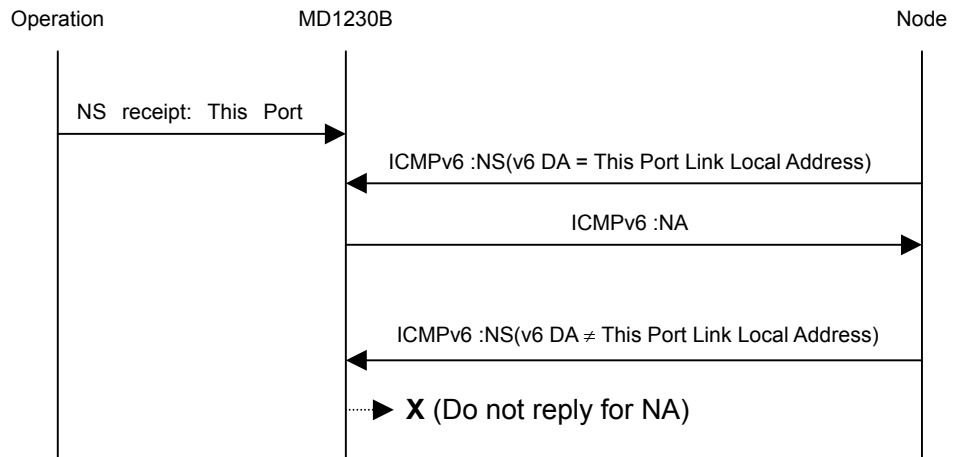 Operation MD1230B Node
NS receipt: This Port
ICMPv6 :NS(v6 DA = This Port Link Local Address)
ICMPv6 :NA
ICMPv6 :NS(v6 DA ≠ This Port Link Local Address)
X (Do not reply for NA)